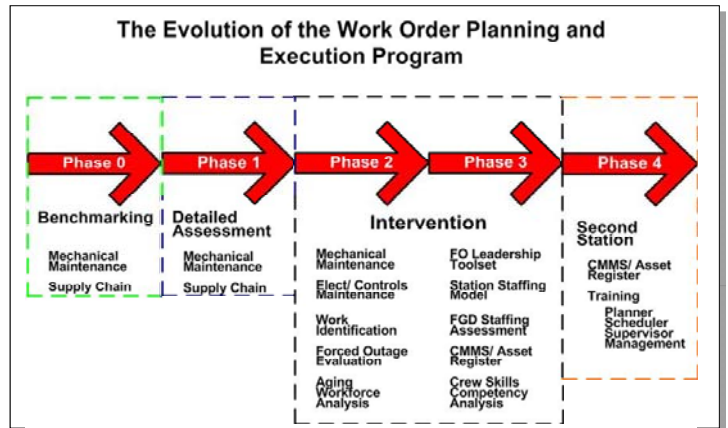 The Evolution of the Work Order Planning and
Execution Program
Phase 0
Phase 1
Phase 2
Phase 3
Phase 4
Benchmarking
Mechanical
Maintenance
Supply Chain
Detailed
Assessment
Mechanical
Maintenance
Supply Chain
Intervention
Mechanical
Maintenance
Elect/ Controls
Maintenance
Work
Identification
Forced Outage
Evaluation
Aging
Workforce
Analysis
FO Leadership
Toolset
Station Staffing
Model
FGD Staffing
Assessment
CMMS/ Asset
Register
Crew Skills
Competency
Analysis
Second
Station
CMMS/ Asset
Register
Training
Planner
Scheduler
Supervisor
Management